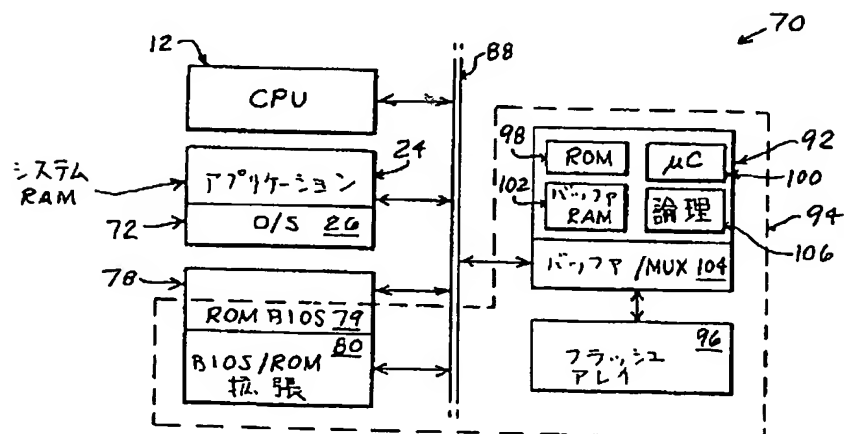 70
12
88
CPU
システム
RAM
24
アプリケーション
72
O/S 26
78
ROM BIOS 79
80
BIOS/ROM
拡張
98
ROM
μC
92
100
102
バッファ
RAM
論理
94
106
バッファ/MUX 104
96
フラッシュ
アレイ